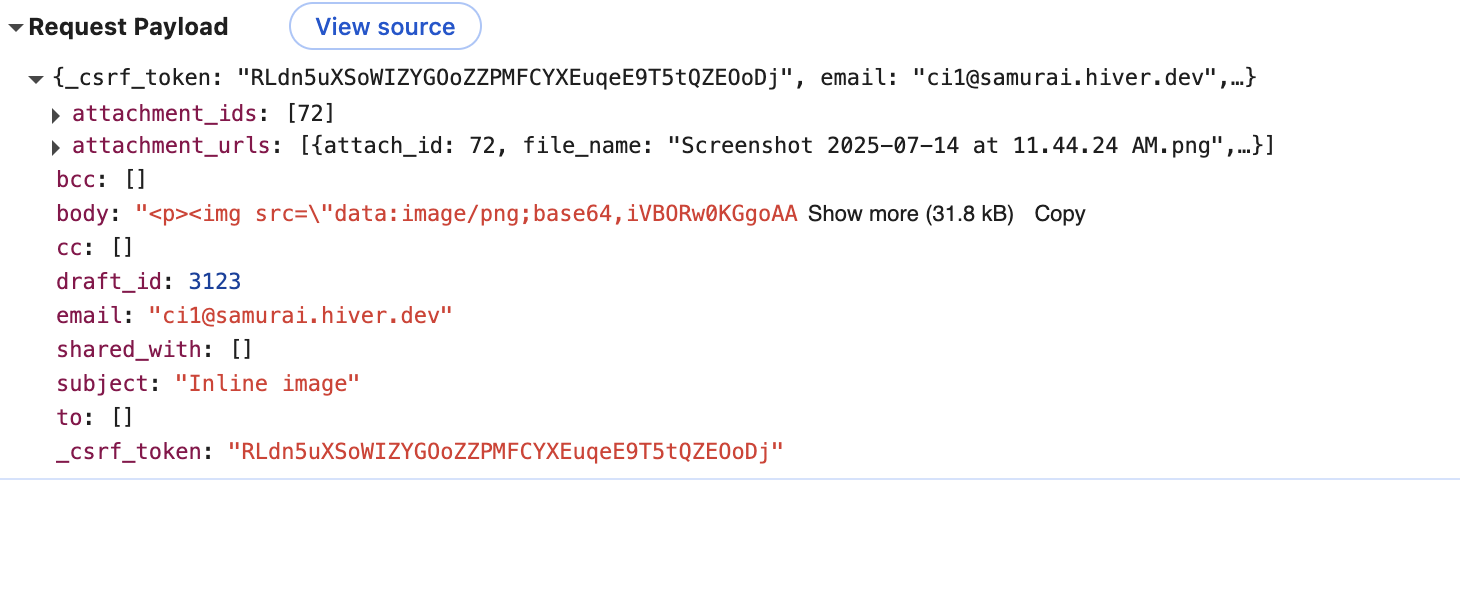 Request Payload View source
{_csrf_token: "RLdn5uXSoWIZYGOoZZPMFCYXEuqeE9T5tQZEOoDj", email: "ci1@samurai.hiver.dev",…}
attachment_ids: [72]
attachment_urls: [{attach_id: 72, file_name: "Screenshot 2025-07-14 at 11.44.24 AM.png",…}]
bcc: []
body: "<p><img src=\"data:image/png;base64,iVBORw0KGgoAA Show more (31.8 kB) Copy
cc: []
draft_id: 3123
email: "ci1@samurai.hiver.dev"
shared_with: []
subject: "Inline image"
to: []
_csrf_token: "RLdn5uXSoWIZYGOoZZPMFCYXEuqeE9T5tQZEOoDj"